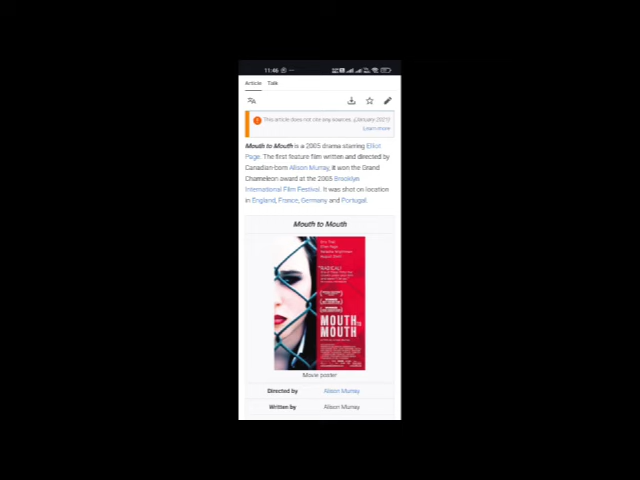 11:46
Article Talk
This article does not cite any sources. (January 2021)
Learn more
Mouth to Mouth is a 2005 drama starring Elliot
Page. The first feature film written and directed by
Canadian-born Alison Murray, it won the Grand
Chameleon award at the 2005 Brooklyn
International Film Festival. It was shot on location
in England, France, Germany and Portugal.
Mouth to Mouth
MOUTH TO
MOUTH
Movie poster
Directed by Alison Murray
Written by Alison Murray